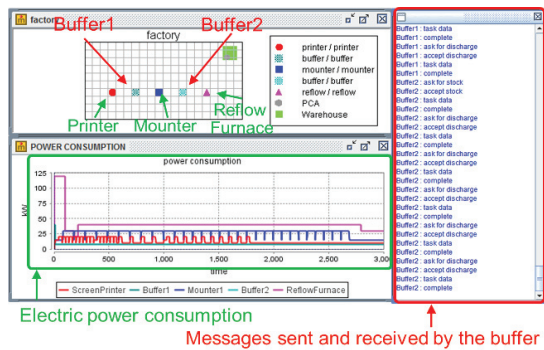 factory
factory
Buffer1
Buffer2
Printer
Mounter
Reflow
Furnace
printer / printer
buffer / buffer
mounter / mounter
buffer / buffer
reflow / reflow
PCA
Warehouse
POWER CONSUMPTION
power consumption
kW
125
100
75
50
25
0
0
500
1,000
1,500
2,000
2,500
3,000
time
ScreenPrinter
Buffer1
Mounter1
Buffer2
ReflowFurnace
Electric power consumption
Buffer1 : task data
Buffer1 : complete
Buffer1 : ask for discharge
Buffer1 : accept discharge
Buffer1 : task data
Buffer1 : complete
Buffer2 : ask for stock
Buffer2 : accept stock
Buffer2 : task data
Buffer2 : complete
Buffer2 : ask for discharge
Buffer2 : accept discharge
Buffer2 : task data
Buffer2 : complete
Buffer2 : ask for discharge
Buffer2 : accept discharge
Buffer2 : task data
Buffer2 : complete
Buffer2 : ask for discharge
Buffer2 : accept discharge
Buffer2 : task data
Buffer2 : complete
Buffer2 : ask for discharge
Buffer2 : accept discharge
Buffer2 : task data
Buffer2 : complete
Buffer2 : ask for discharge
Buffer2 : accept discharge
Buffer2 : task data
Buffer2 : complete
Messages sent and received by the buffer